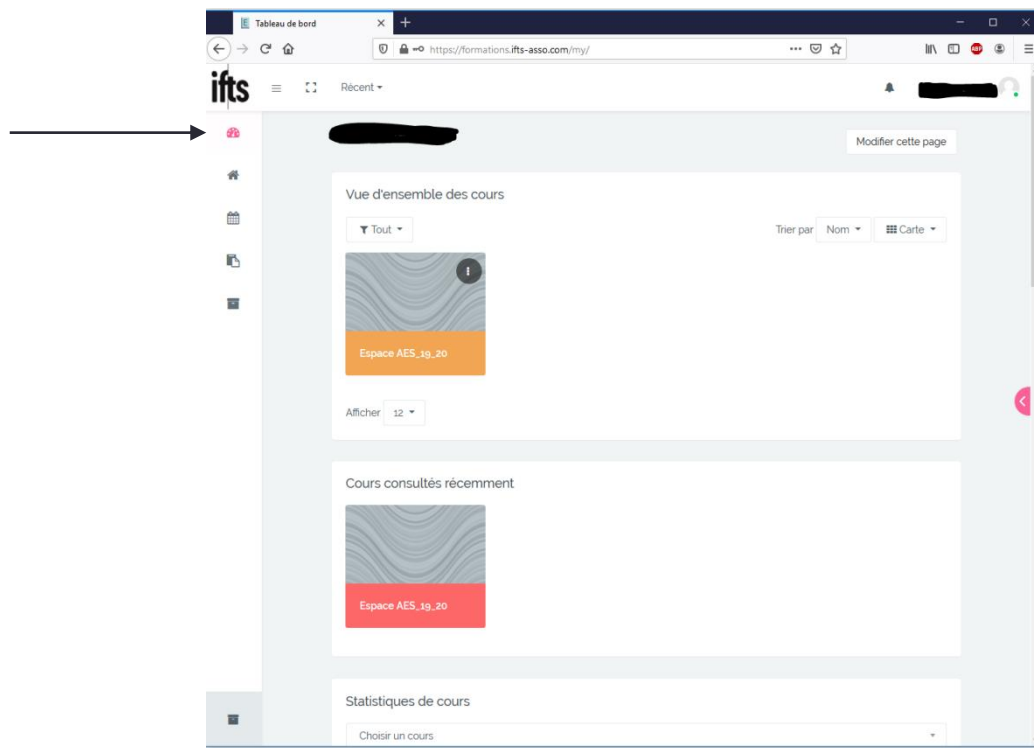 Tableau de bord
https://formations.ifts-asso.com/my/
ifts
Récent
Modifier cette page
Vue d'ensemble des cours
Tout
Trier par Nom Carte
Espace AES_19_20
Afficher 12
Cours consultés récemment
Espace AES_19_20
Statistiques de cours
Choisir un cours